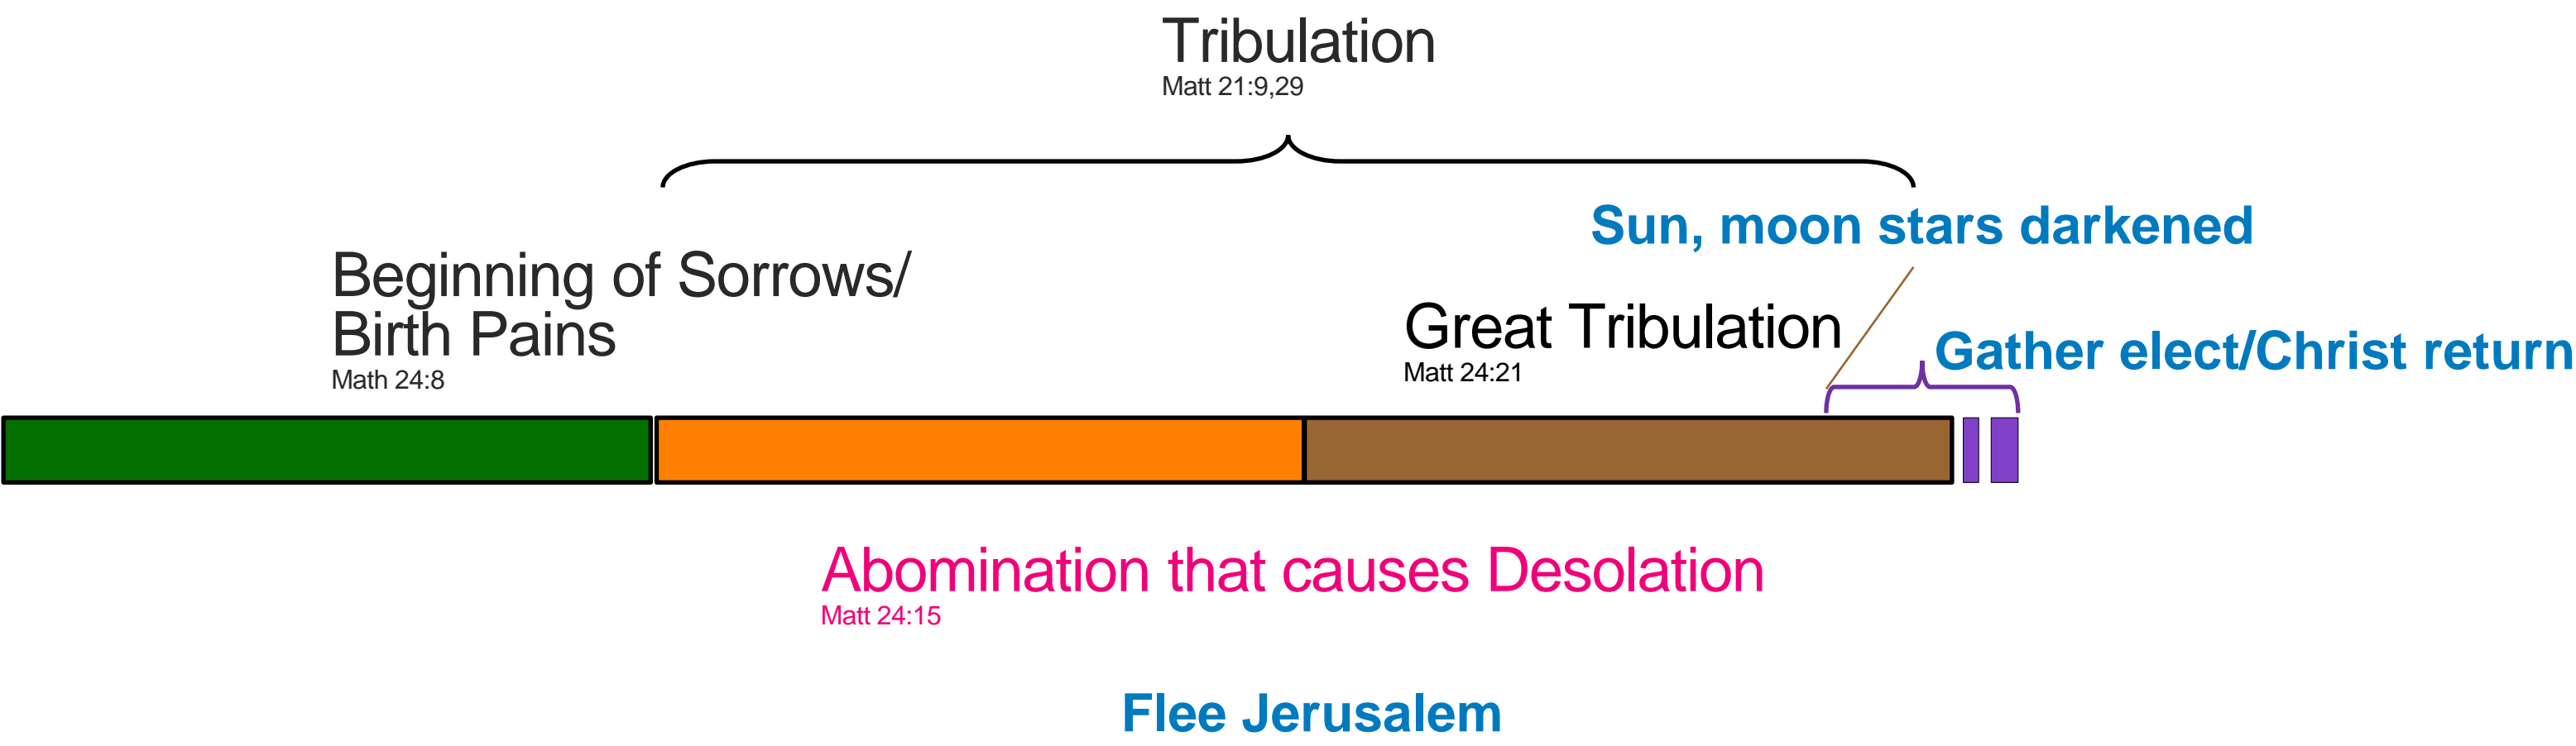 Tribulation
Matt 21:9,29
Sun, moon stars darkened
Beginning of Sorrows/
Birth Pains
Math 24:8
Great Tribulation
Matt 24:21
Gather elect/Christ return
Abomination that causes Desolation
Matt 24:15
Flee Jerusalem